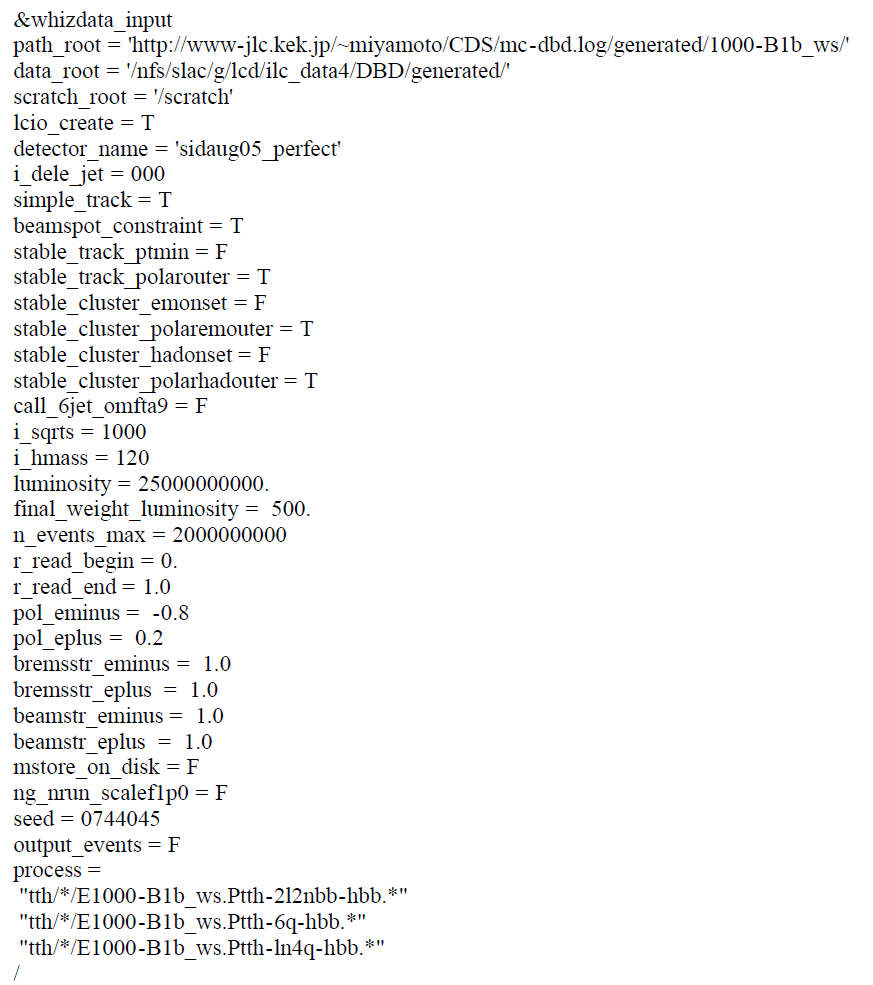 &whizdata_input
path_root = 'http://www-jlc.kek.jp/~miyamoto/CDS/mc-dbd.log/generated/1000-B1b_ws/'
data_root = '/nfs/slac/g/lcd/ilc_data4/DBD/generated/'
scratch_root = '/scratch'
lcio_create = T
detector_name = 'sidaug05_perfect'
i_dele_jet = 000
simple_track = T
beamspot_constraint = T
stable_track_ptmin = F
stable_track_polarouter = T
stable_cluster_emonset = F
stable_cluster_polaremouter = T
stable_cluster_hadonset = F
stable_cluster_polarhadouter = T
call_6jet_omfta9 = F
i_sqrts = 1000
i_hmass = 120
luminosity = 25000000000.
final_weight_luminosity =  500.
n_events_max = 2000000000
r_read_begin = 0.
r_read_end = 1.0
pol_eminus =  -0.8
pol_eplus =  0.2
bremsstr_eminus =  1.0
bremsstr_eplus  =  1.0
beamstr_eminus =  1.0
beamstr_eplus  =  1.0
mstore_on_disk = F
ng_nrun_scalef1p0 = F
seed = 0744045
output_events = F
process =
"tth/*/E1000-B1b_ws.Ptth-2l2nbb-hbb.*"
"tth/*/E1000-B1b_ws.Ptth-6q-hbb.*"
"tth/*/E1000-B1b_ws.Ptth-ln4q-hbb.*"
/